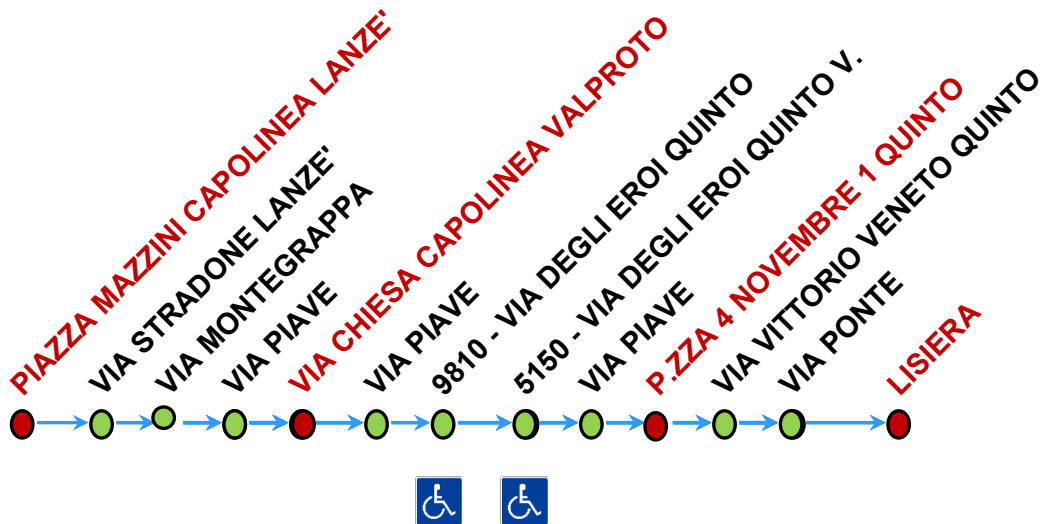 PIAZZA MAZZINI CAPOLINEA LANZE'
VIA STRADONE LANZE'
VIA MONTEGRAPPA
VIA PIAVE
VIA CHIESA CAPOLINEA VALPROTO
VIA PIAVE
9810 - VIA DEGLI EROI QUINTO
5150 - VIA DEGLI EROI QUINTO V.
VIA PIAVE
P.ZZA 4 NOVEMBRE 1 QUINTO
VIA VITTORIO VENETO QUINTO
VIA PONTE
LISIERA